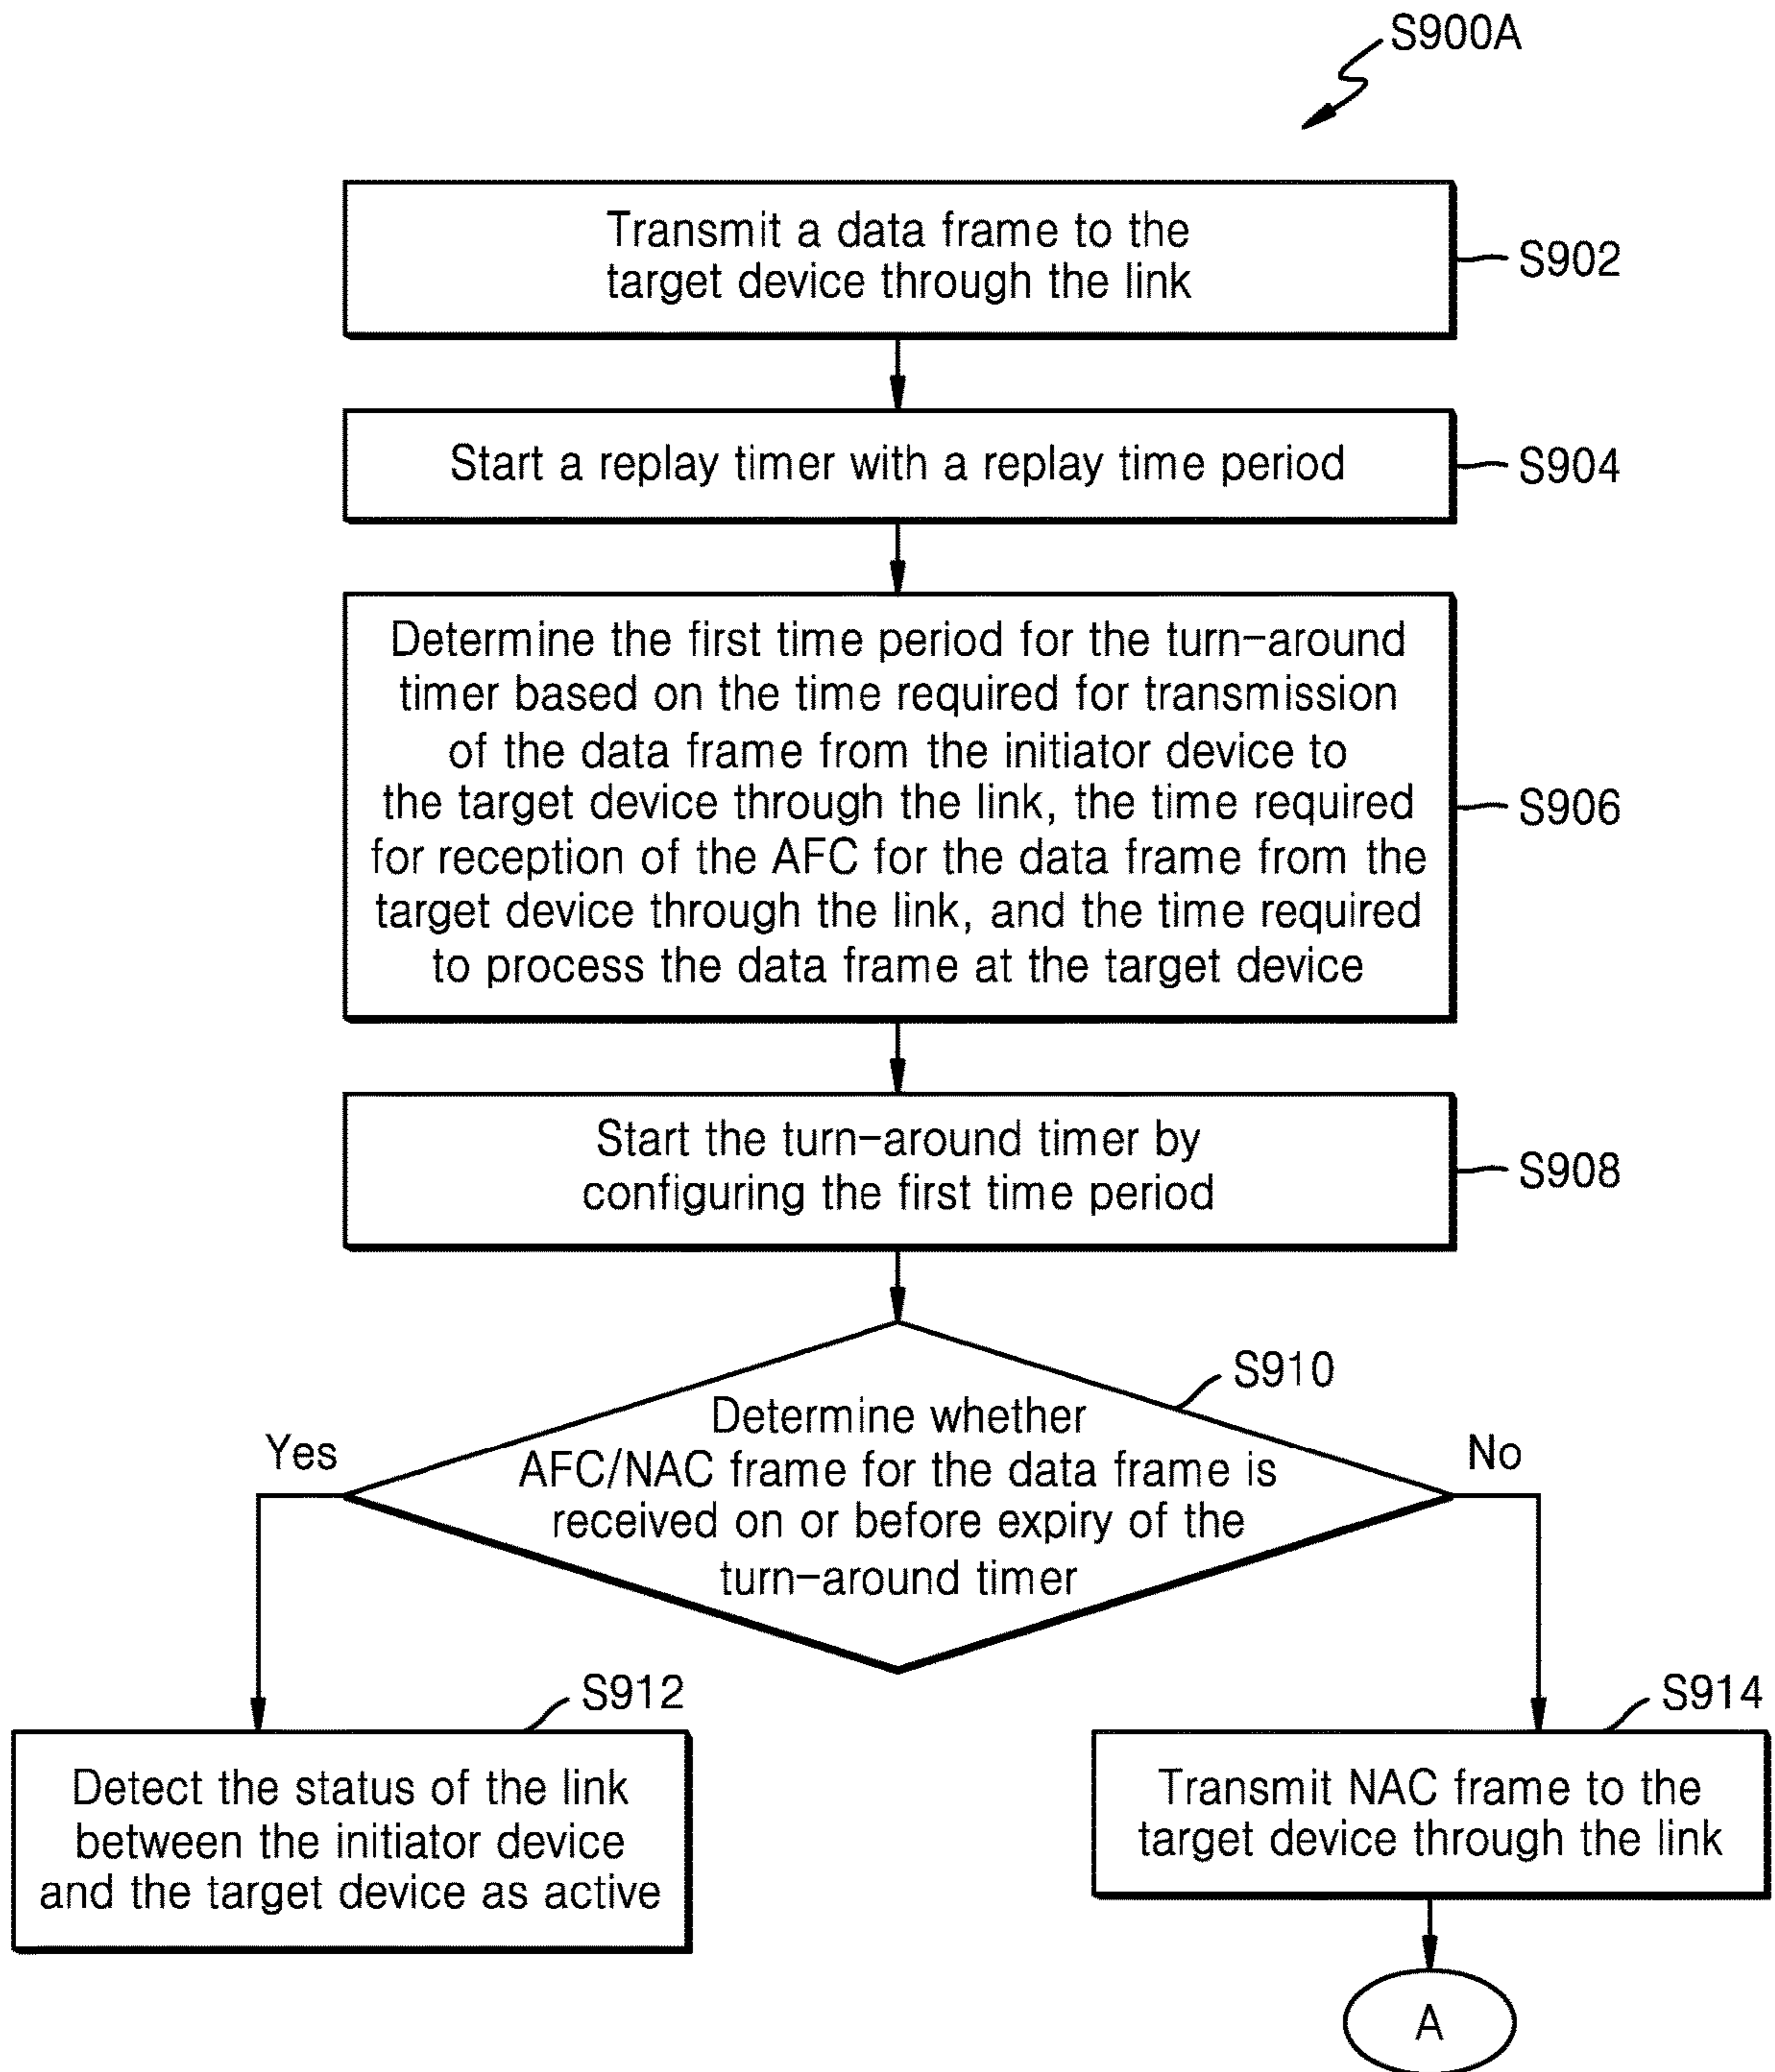 S900A
Transmit a data frame to the
target device through the link
S902
Start a replay timer with a replay time period
S904
Determine the first time period for the turn-around
timer based on the time required for transmission
of the data frame from the initiator device to
the target device through the link, the time required
for reception of the AFC for the data frame from the
target device through the link, and the time required
to process the data frame at the target device
S906
Start the turn-around timer by
configuring the first time period
S908
S910
Determine whether
AFC/NAC frame for the data frame is
received on or before expiry of the
turn-around timer
Yes
No
S912
Detect the status of the link
between the initiator device
and the target device as active
S914
Transmit NAC frame to the
target device through the link
A